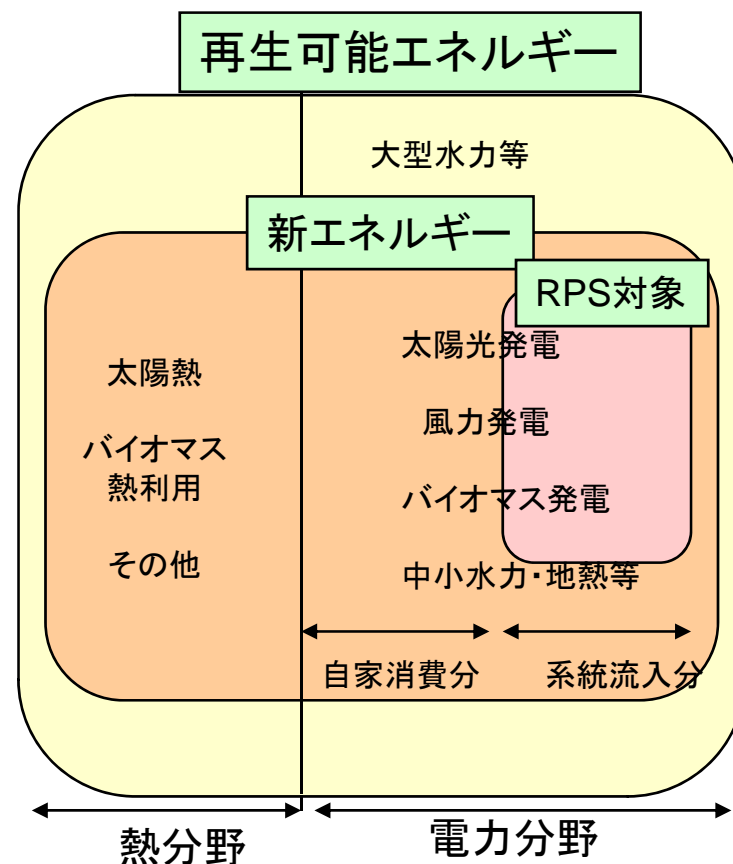 再生可能エネルギー
大型水力等
新エネルギー
RPS対象
太陽熱
バイオマス
熱利用
その他
太陽光発電
風力発電
バイオマス発電
中小水力・地熱等
自家消費分
系統流入分
熱分野
電力分野